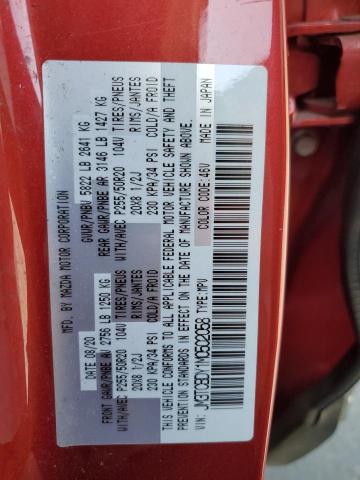 MFD. BY MAZDA MOTOR CORPORATION
DATE 08/20 GVWR/PNBV 5822 LB 2641 KG
FRONT GAWR/PNBE AV 2756 LB 1250 KG REAR GAWR/PNBE AR 3146 LB 1427 KG
WITH/AVEC P255/50R20 104V TIRES/PNEUS WITH/AVEC P255/50R20 104V TIRES/PNEUS
20X8 1/2J RIMS/JANTES 20X8 1/2J RIMS/JANTES
230 KPA/34 PSI COLD/A FROID 230 KPA/34 PSI COLD/A FROID
THIS VEHICLE CONFORMS TO ALL APPLICABLE FEDERAL MOTOR VEHICLE SAFETY AND THEFT
PREVENTION STANDARDS IN EFFECT ON THE DATE OF MANUFACTURE SHOWN ABOVE.
TYPE:MPV COLOR CODE:46V MADE IN JAPAN
VIN: